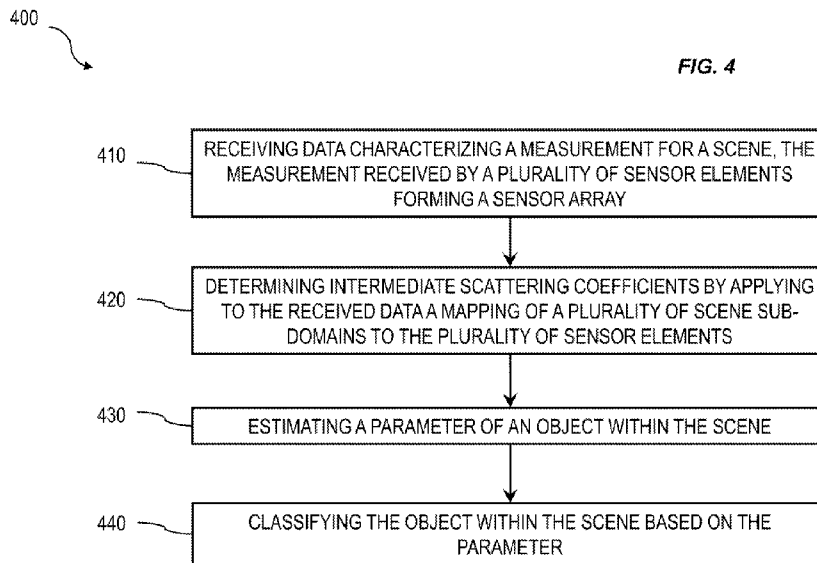 400
FIG. 4
410
RECEIVING DATA CHARACTERIZING A MEASUREMENT FOR A SCENE, THE
MEASUREMENT RECEIVED BY A PLURALITY OF SENSOR ELEMENTS
FORMING A SENSOR ARRAY
420
DETERMINING INTERMEDIATE SCATTERING COEFFICIENTS BY APPLYING
TO THE RECEIVED DATA A MAPPING OF A PLURALITY OF SCENE SUB-
DOMAINS TO THE PLURALITY OF SENSOR ELEMENTS
430
ESTIMATING A PARAMETER OF AN OBJECT WITHIN THE SCENE
440
CLASSIFYING THE OBJECT WITHIN THE SCENE BASED ON THE
PARAMETER